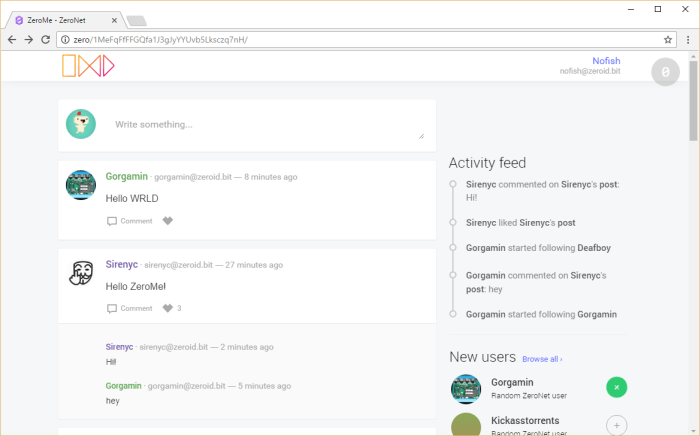 ZeroMe - ZeroNet
zero/1MeFqFfFFGQfa1J3gJyYYUvb5Lksczq7nH/
Nofish
nofish@zeroid.bit
0
Write something...
Gorgamin · gorgamin@zeroid.bit — 8 minutes ago
Hello WRLD
Comment
Sirenyc · sirenyc@zeroid.bit — 27 minutes ago
Hello ZeroMe!
Comment 3
Sirenyc · sirenyc@zeroid.bit — 2 minutes ago
Hi!
Gorgamin · gorgamin@zeroid.bit — 5 minutes ago
hey
Activity feed
Sirenyc commented on Sirenyc's post:
Hi!
Sirenyc liked Sirenyc's post
Gorgamin started following Deafboy
Gorgamin commented on Sirenyc's
post: hey
Gorgamin started following Gorgamin
New users Browse all ›
Gorgamin
Random ZeroNet user
Kickasstorrents
Random ZeroNet user